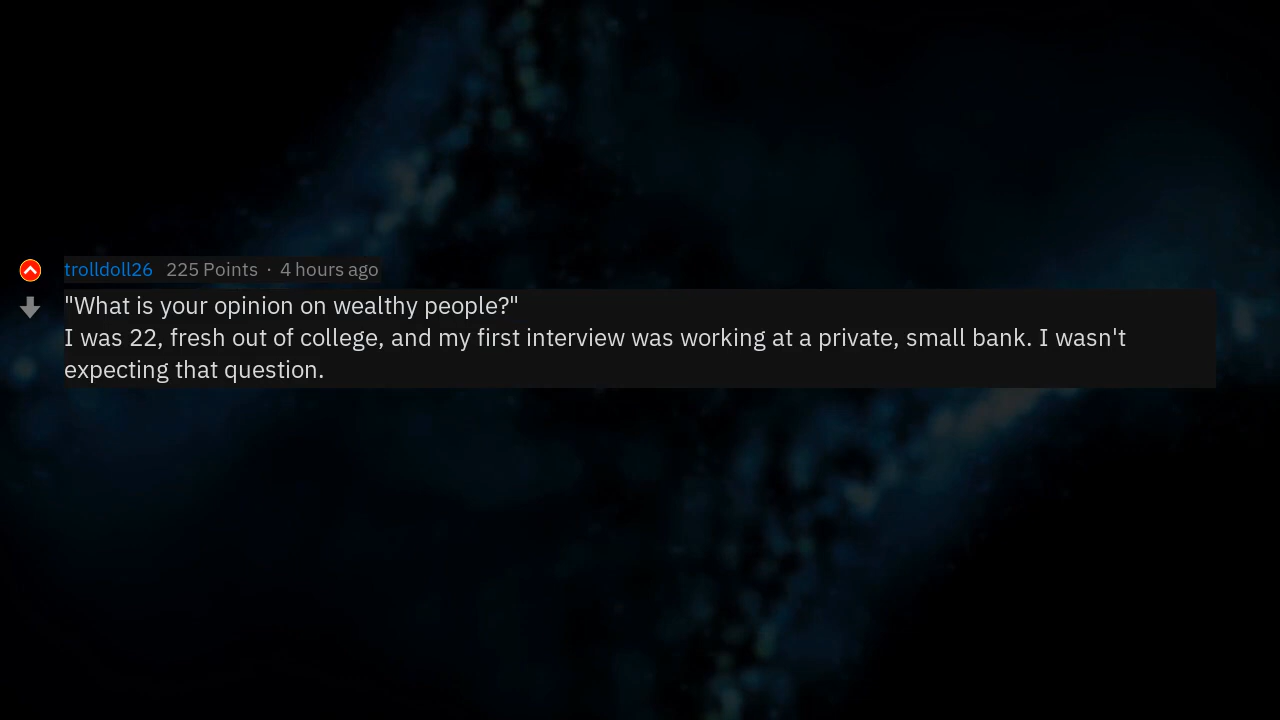 trolldoll26 225 Points · 4 hours ago
"What is your opinion on wealthy people?"
I was 22, fresh out of college, and my first interview was working at a private, small bank. I wasn't
expecting that question.